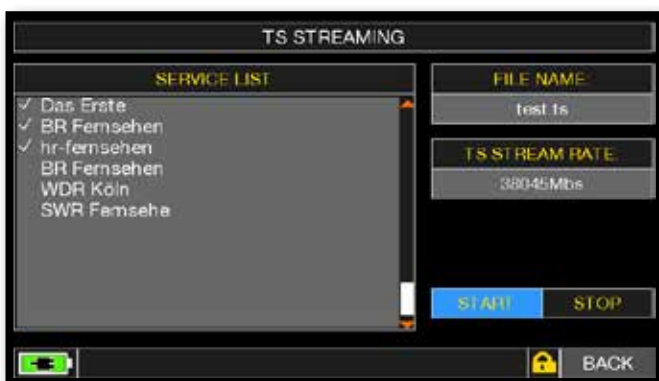 TS STREAMING
SERVICE LIST
✓ Das Erste
✓ BR Fernsehen
✓ hr-fernsehen
BR Fernsehen
WDR Köln
SWR Fernsehe
FILE NAME:
test.ts
TS STREAM RATE:
38045Mbs
START
STOP
BACK